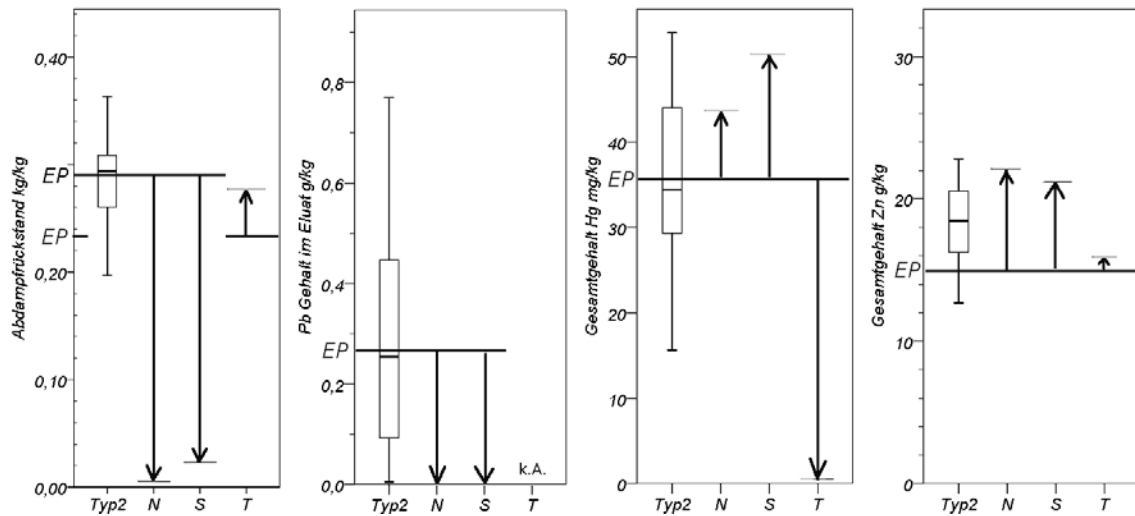 Abdampfrückstand kg/kg
0,40
EP
EP
0,20
0,10
0,00
Typ2 N S T
Pb Gehalt im Eluat g/kg
0,8
0,6
0,4
EP
0,2
0,0
k.A.
Typ2 N S T
Gesamtgehalt Hg mg/kg
50
40
EP
30
20
10
0
Typ2 N S T
Gesamtgehalt Zn g/kg
30
20
EP
10
0
Typ2 N S T